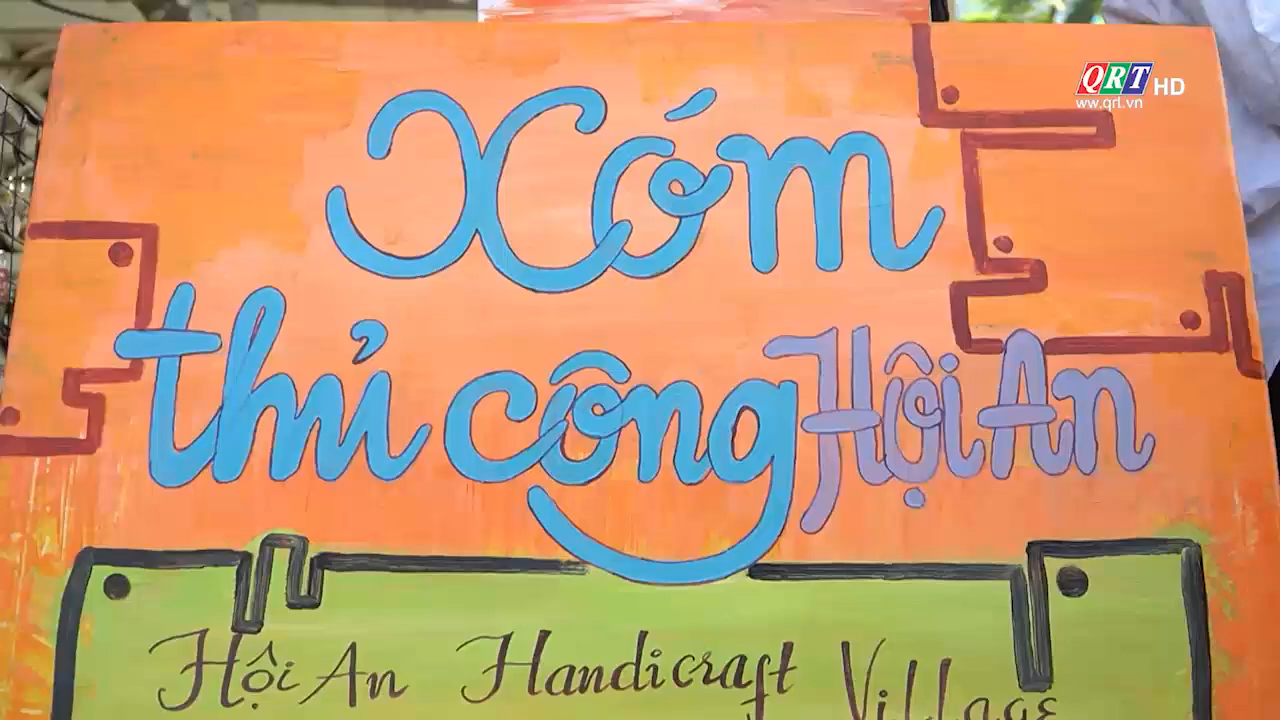 QRT HD
www.qrt.vn
Xóm
thủ công Hội An
Hội An Handicraft Village